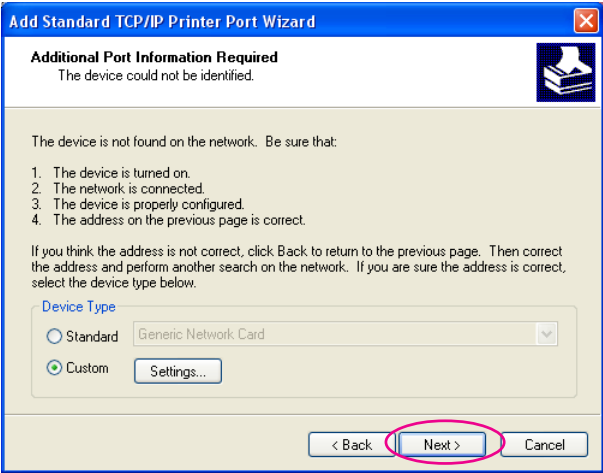 Add Standard TCP/IP Printer Port Wizard
Additional Port Information Required
The device could not be identified.
The device is not found on the network. Be sure that:
1. The device is turned on.
2. The network is connected.
3. The device is properly configured.
4. The address on the previous page is correct.
If you think the address is not correct, click Back to return to the previous page. Then correct
the address and perform another search on the network. If you are sure the address is correct,
select the device type below.
Device Type
Standard Generic Network Card
Custom Settings...
< Back Next > Cancel